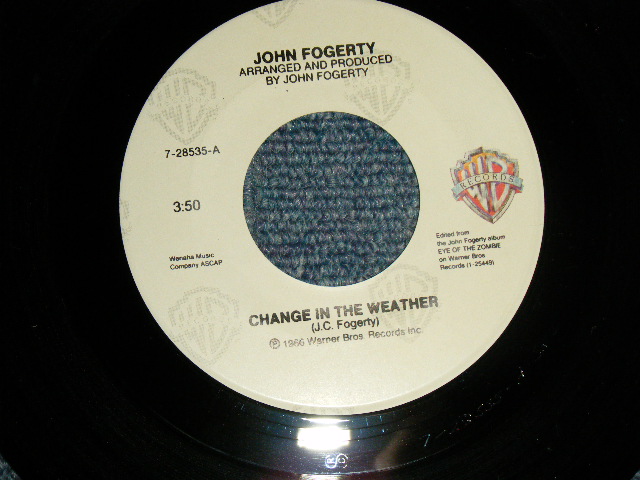 JOHN FOGERTY
ARRANGED AND PRODUCED
BY JOHN FOGERTY
7-28535-A
3:50
Wenaha Music
Company ASCAP
RECORDS
Edited from
the John Fogerty album
EYE OF THE ZOMBIE
on Warner Bros
Records (1-25449)
CHANGE IN THE WEATHER
(J.C. Fogerty)
℗ 1986 Warner Bros. Records Inc.